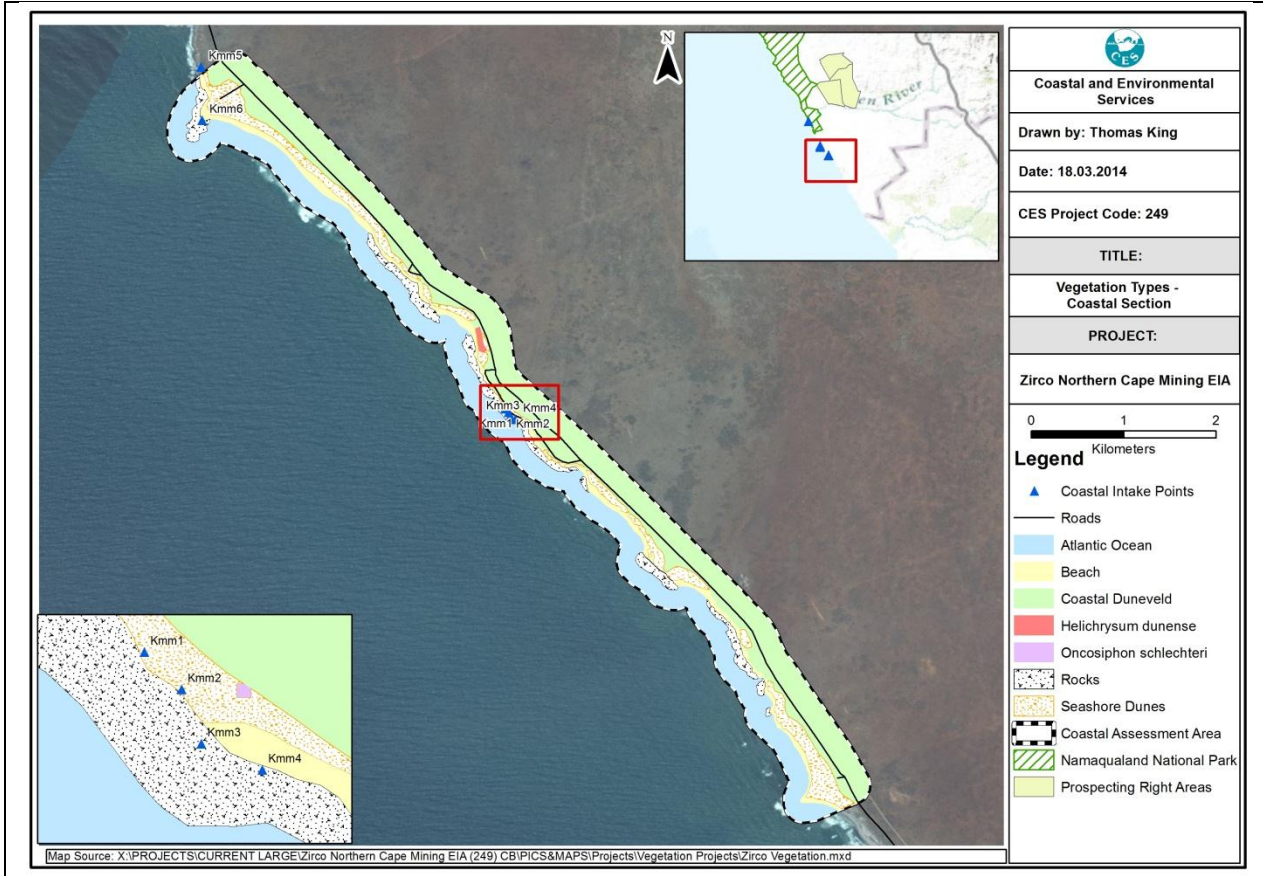 Kmm5
Kmm6
N
en River
Kmm3 Kmm4
Kmm1 Kmm2
Kmm1
Kmm2
Kmm3
Kmm4
Map Source: X:\PROJECTS\CURRENT LARGE\Zirco Northern Cape Mining EIA (249) CB\PICS&MAPS\Projects\Vegetation Projects\Zirco Vegetation.mxd
CES
Coastal and Environmental
Services
Drawn by: Thomas King
Date: 18.03.2014
CES Project Code: 249
TITLE:
Vegetation Types -
Coastal Section
PROJECT:
Zirco Northern Cape Mining EIA
0 1 2
Kilometers
Legend
Coastal Intake Points
Roads
Atlantic Ocean
Beach
Coastal Duneveld
Helichrysum dunense
Oncosiphon schlechteri
Rocks
Seashore Dunes
Coastal Assessment Area
Namaqualand National Park
Prospecting Right Areas